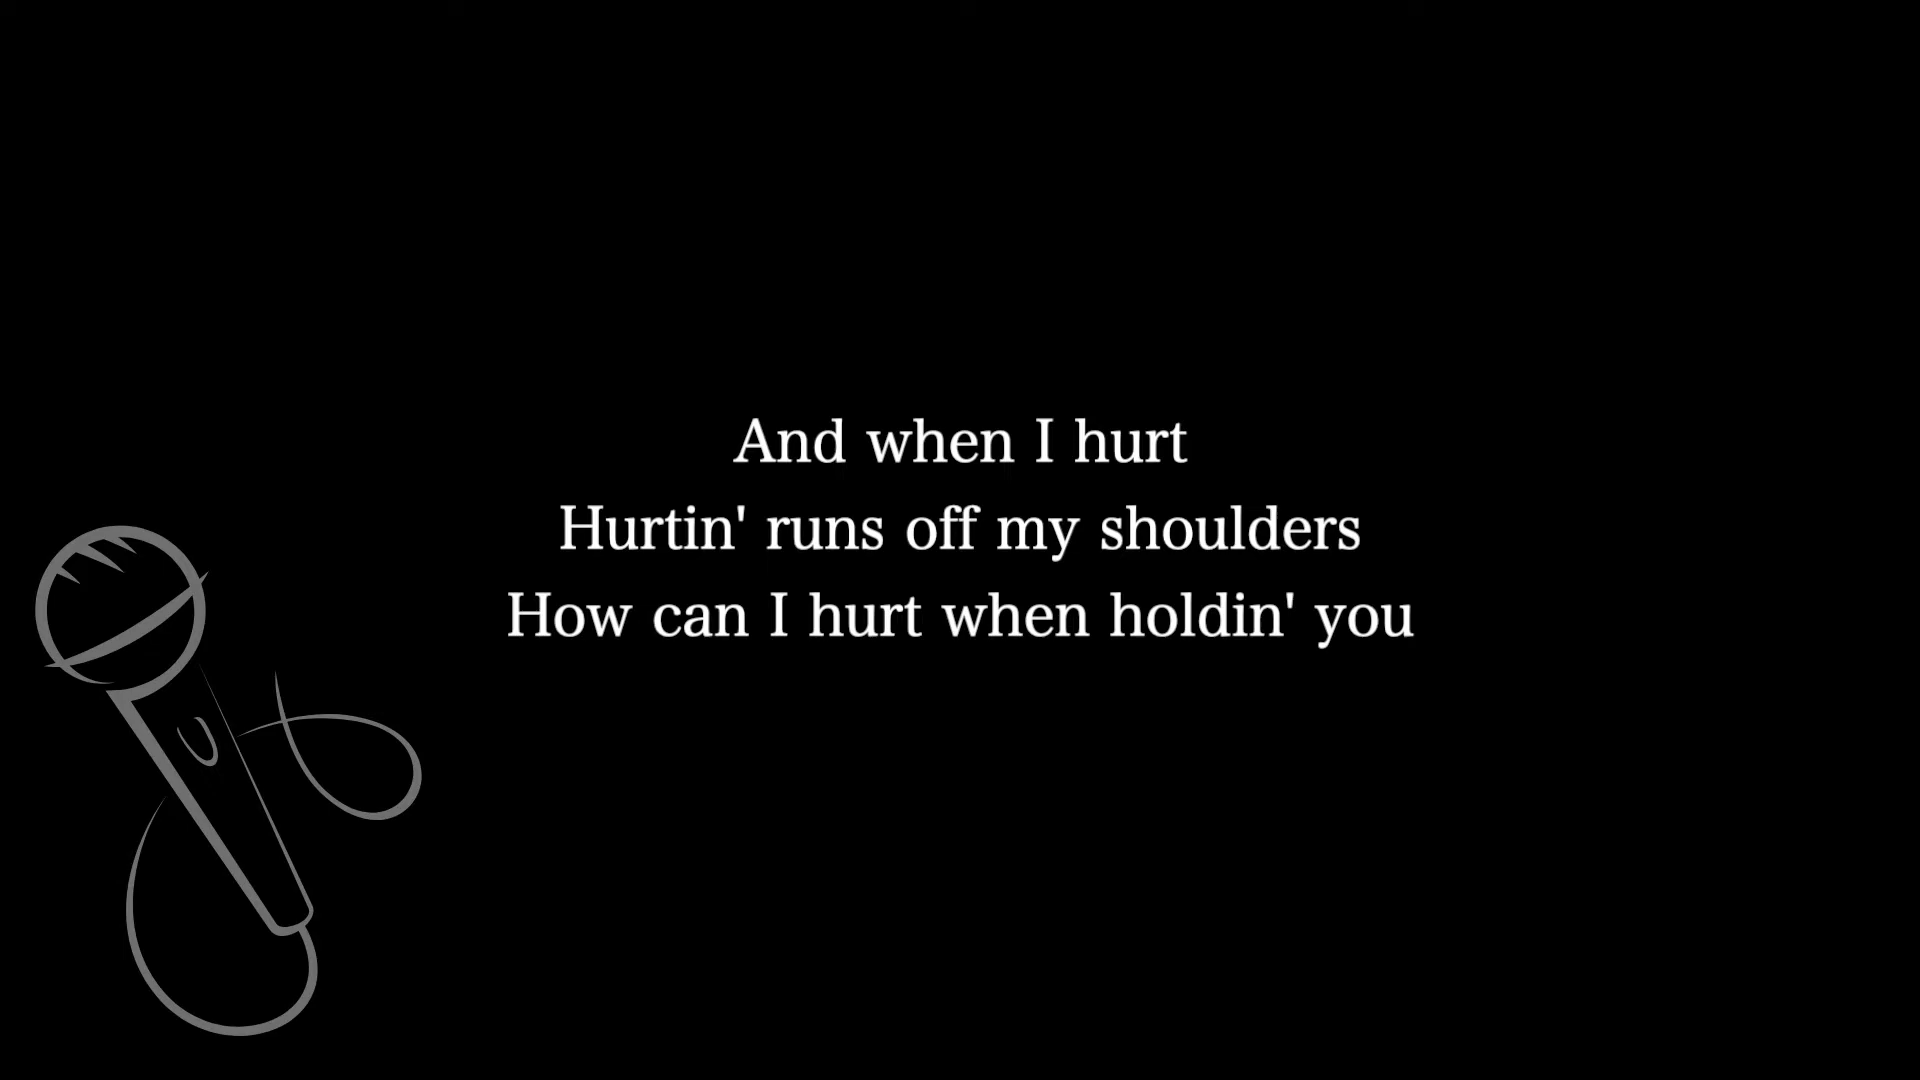 And when I hurt
Hurtin' runs off my shoulders
How can I hurt when holdin' you